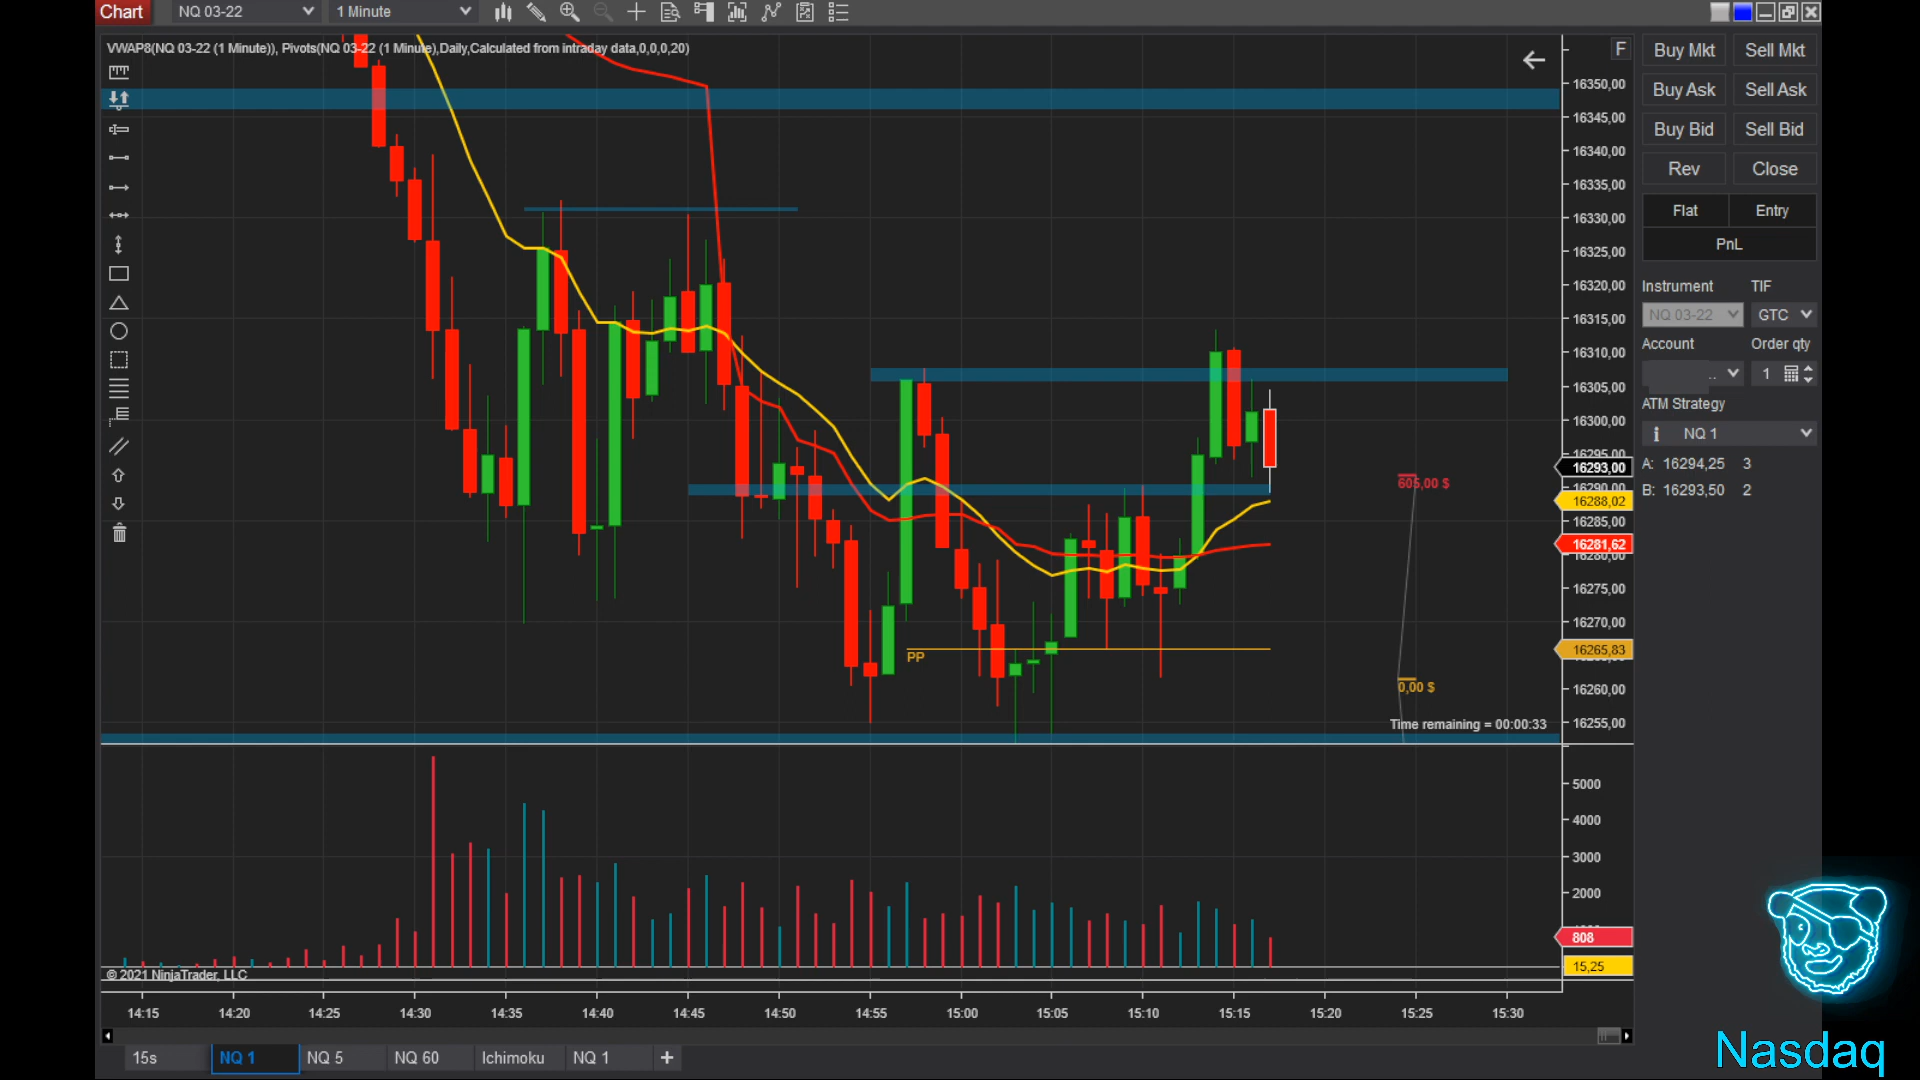 Chart NQ 03-22 1 Minute
VWAP8(NQ 03-22 (1 Minute)), Pivots(NQ 03-22 (1 Minute),Daily,Calculated from intraday data,0,0,0,20)
F
Buy Mkt Sell Mkt
Buy Ask Sell Ask
Buy Bid Sell Bid
Rev Close
Flat Entry
PnL
Instrument TIF
NQ 03-22 GTC
Account Order qty
.. 1
ATM Strategy
i NQ 1
A: 16294,25 3
B: 16293,50 2
16350,00
16345,00
16340,00
16335,00
16330,00
16325,00
16320,00
16315,00
16310,00
16305,00
16300,00
16295,00
16293,00
16290,00
16288,02
16285,00
16281,62
16280,00
16275,00
16270,00
16265,83
16260,00
16255,00
605,00 $
PP
0,00 $
Time remaining = 00:00:33
5000
4000
3000
2000
808
15,25
© 2021 NinjaTrader, LLC
14:15 14:20 14:25 14:30 14:35 14:40 14:45 14:50 14:55 15:00 15:05 15:10 15:15 15:20 15:25 15:30
15s NQ 1 NQ 5 NQ 60 Ichimoku NQ 1 +
Nasdaq